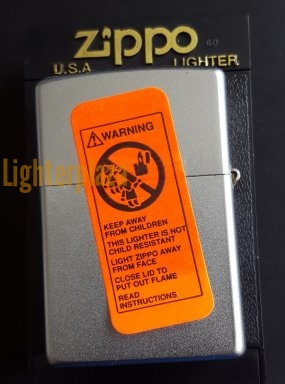 zippo
U.S.A LIGHTER
WARNING
KEEP AWAY
FROM CHILDREN
THIS LIGHTER IS NOT
CHILD RESISTANT
LIGHT ZIPPO AWAY
FROM FACE
CLOSE LID TO
PUT OUT FLAME
READ
INSTRUCTIONS